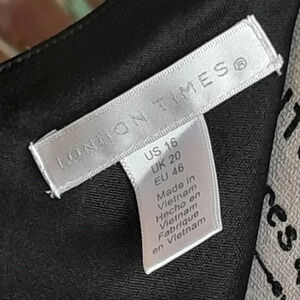 LONDON TIMES®
US 16
UK 20
EU 46
Made in
Vietnam
Hecho en
Vietnam
Fabriqué
en Vietnam